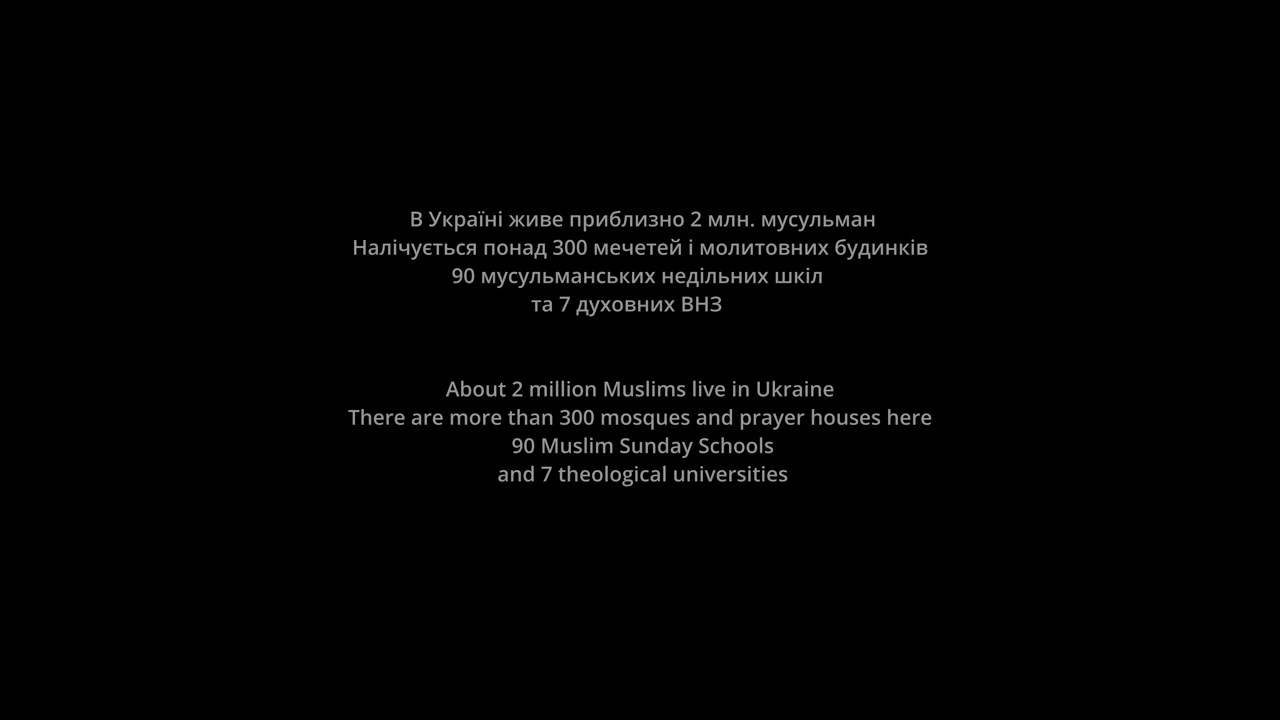 В Україні живе приблизно 2 млн. мусульман
Налічується понад 300 мечетей і молитовних будинків
90 мусульманських недільних шкіл
та 7 духовних ВНЗ
About 2 million Muslims live in Ukraine
There are more than 300 mosques and prayer houses here
90 Muslim Sunday Schools
and 7 theological universities